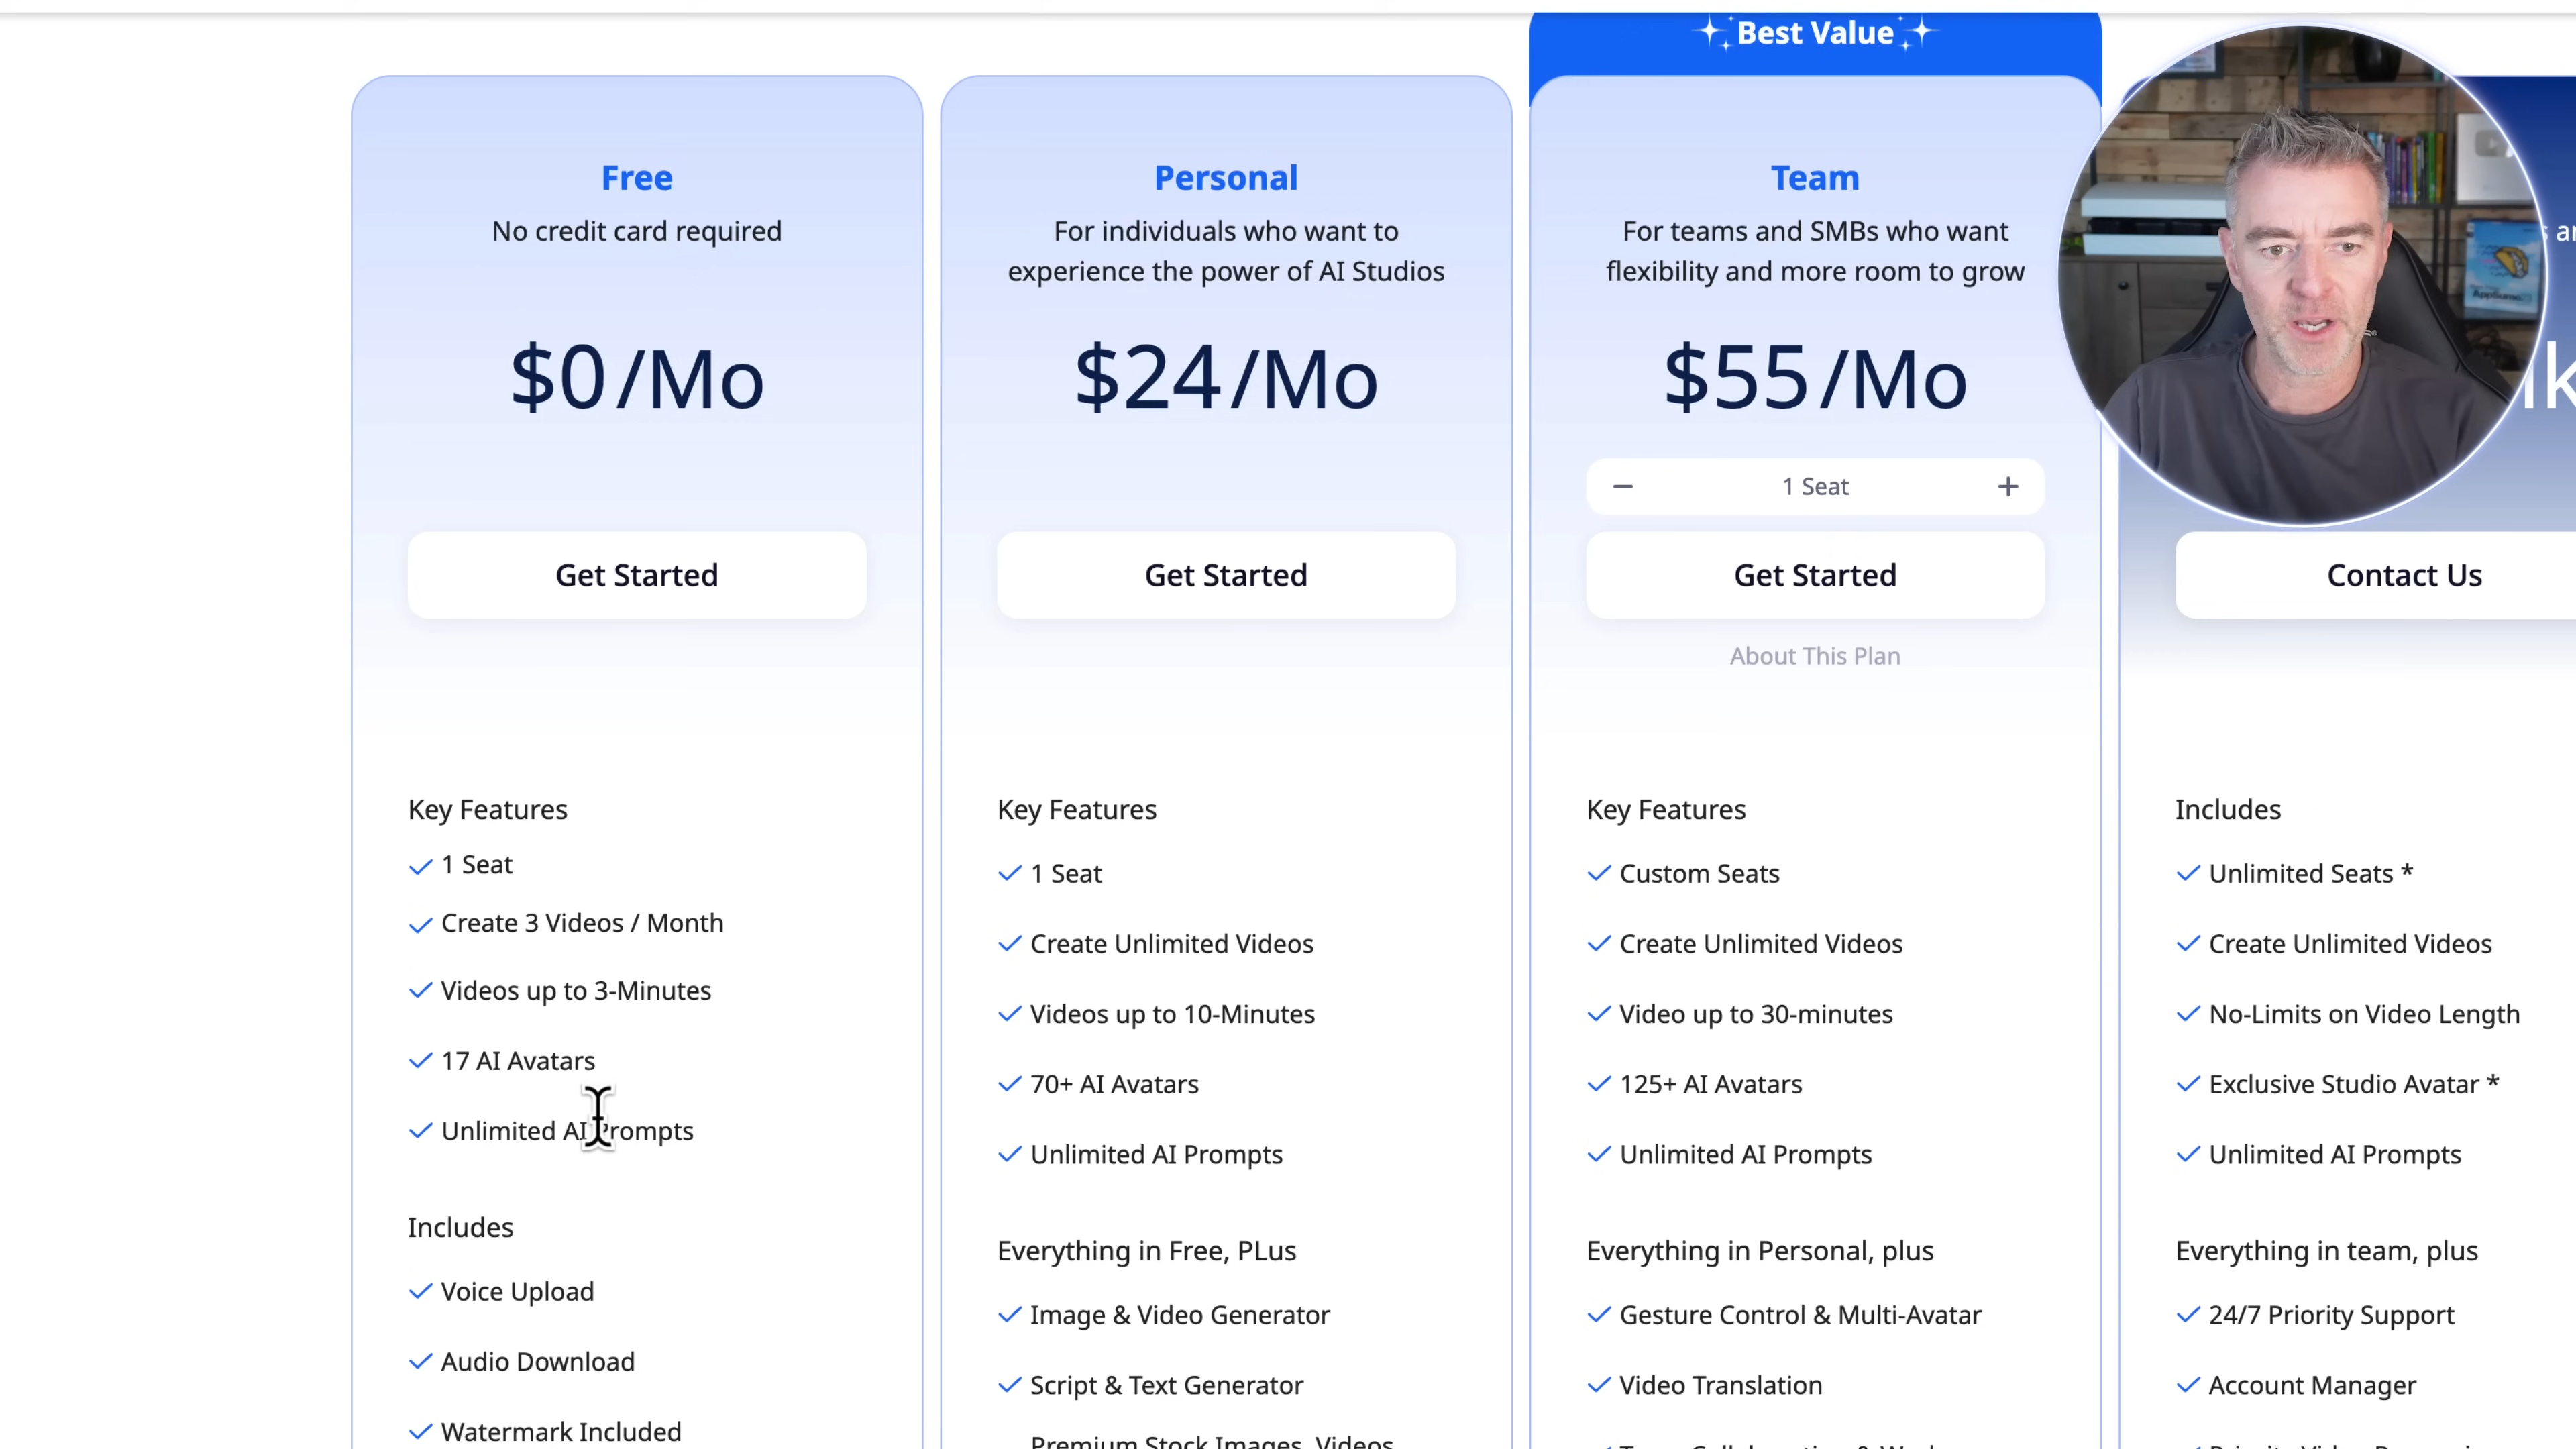 Best Value
Free
No credit card required
$0/Mo
Get Started
Key Features
1 Seat
Create 3 Videos / Month
Videos up to 3-Minutes
17 AI Avatars
Unlimited AI Prompts
Includes
Voice Upload
Audio Download
Watermark Included
Personal
For individuals who want to
experience the power of AI Studios
$24/Mo
Get Started
Key Features
1 Seat
Create Unlimited Videos
Videos up to 10-Minutes
70+ AI Avatars
Unlimited AI Prompts
Everything in Free, PLus
Image & Video Generator
Script & Text Generator
Premium Stock Images, Videos
Team
For teams and SMBs who want
flexibility and more room to grow
$55/Mo
1 Seat
Get Started
About This Plan
Key Features
Custom Seats
Create Unlimited Videos
Video up to 30-minutes
125+ AI Avatars
Unlimited AI Prompts
Everything in Personal, plus
Gesture Control & Multi-Avatar
Video Translation
Contact Us
Includes
Unlimited Seats *
Create Unlimited Videos
No-Limits on Video Length
Exclusive Studio Avatar *
Unlimited AI Prompts
Everything in team, plus
24/7 Priority Support
Account Manager